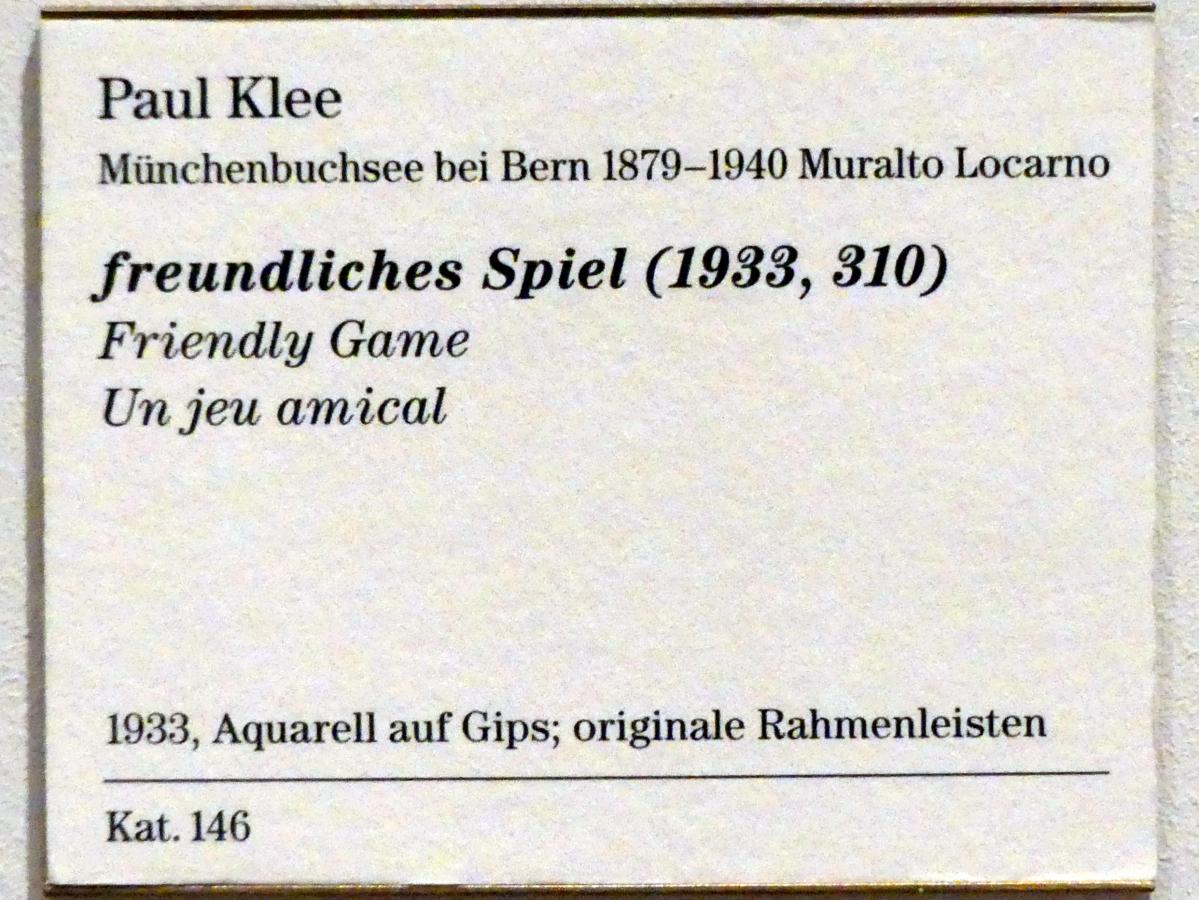 Paul Klee
Münchenbuchsee bei Bern 1879–1940 Muralto Locarno
freundliches Spiel (1933, 310)
Friendly Game
Un jeu amical
1933, Aquarell auf Gips; originale Rahmenleisten
Kat. 146